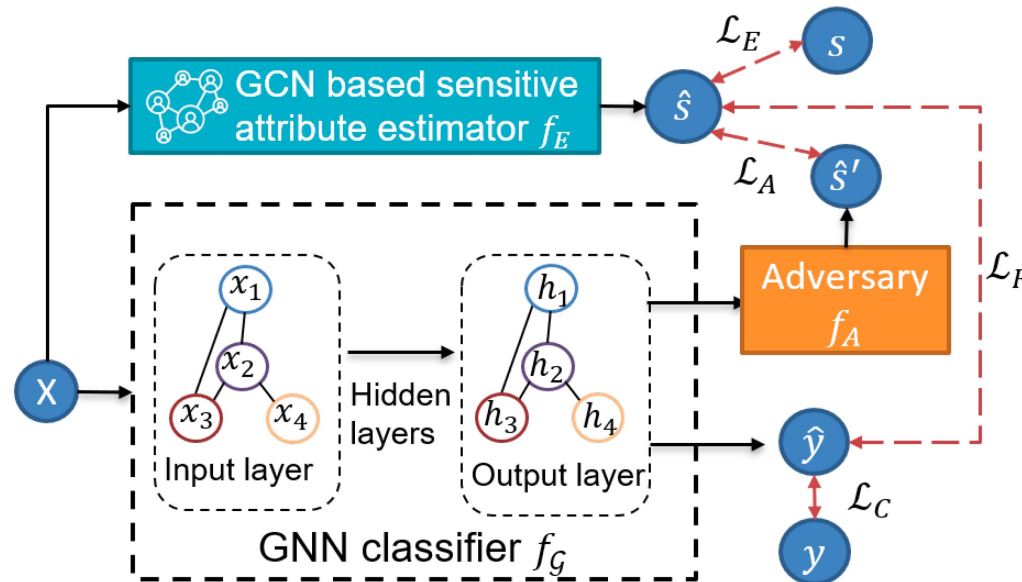 GCN based sensitive
attribute estimator f_E
ŝ
ℒ_E
s
ℒ_A
ŝ′
Adversary
f_A
X
x_1
x_2
x_3
x_4
Input layer
Hidden
layers
h_1
h_2
h_3
h_4
Output layer
GNN classifier f_𝒢
ŷ
ℒ_C
y